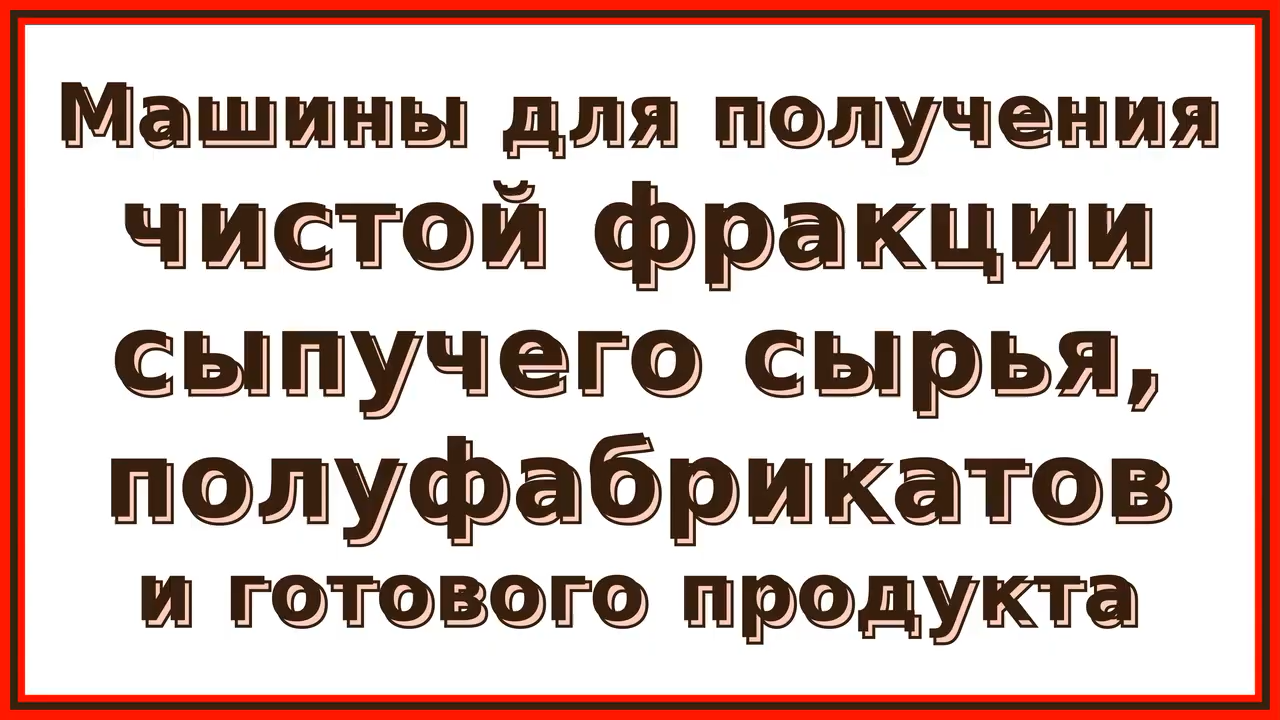 Машины для получения
чистой фракции
сыпучего сырья,
полуфабрикатов
и готового продукта